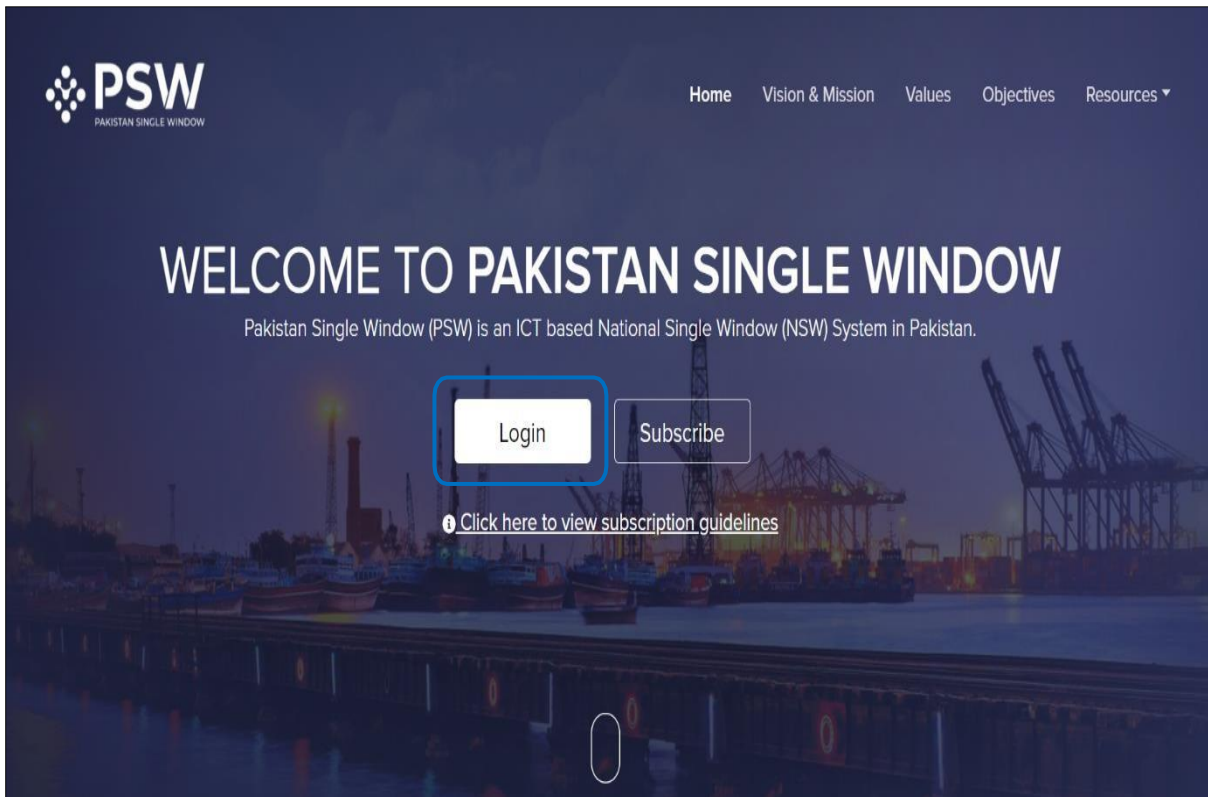 PSW
PAKISTAN SINGLE WINDOW
Home Vision & Mission Values Objectives Resources
WELCOME TO PAKISTAN SINGLE WINDOW
Pakistan Single Window (PSW) is an ICT based National Single Window (NSW) System in Pakistan.
Login Subscribe
Click here to view subscription guidelines